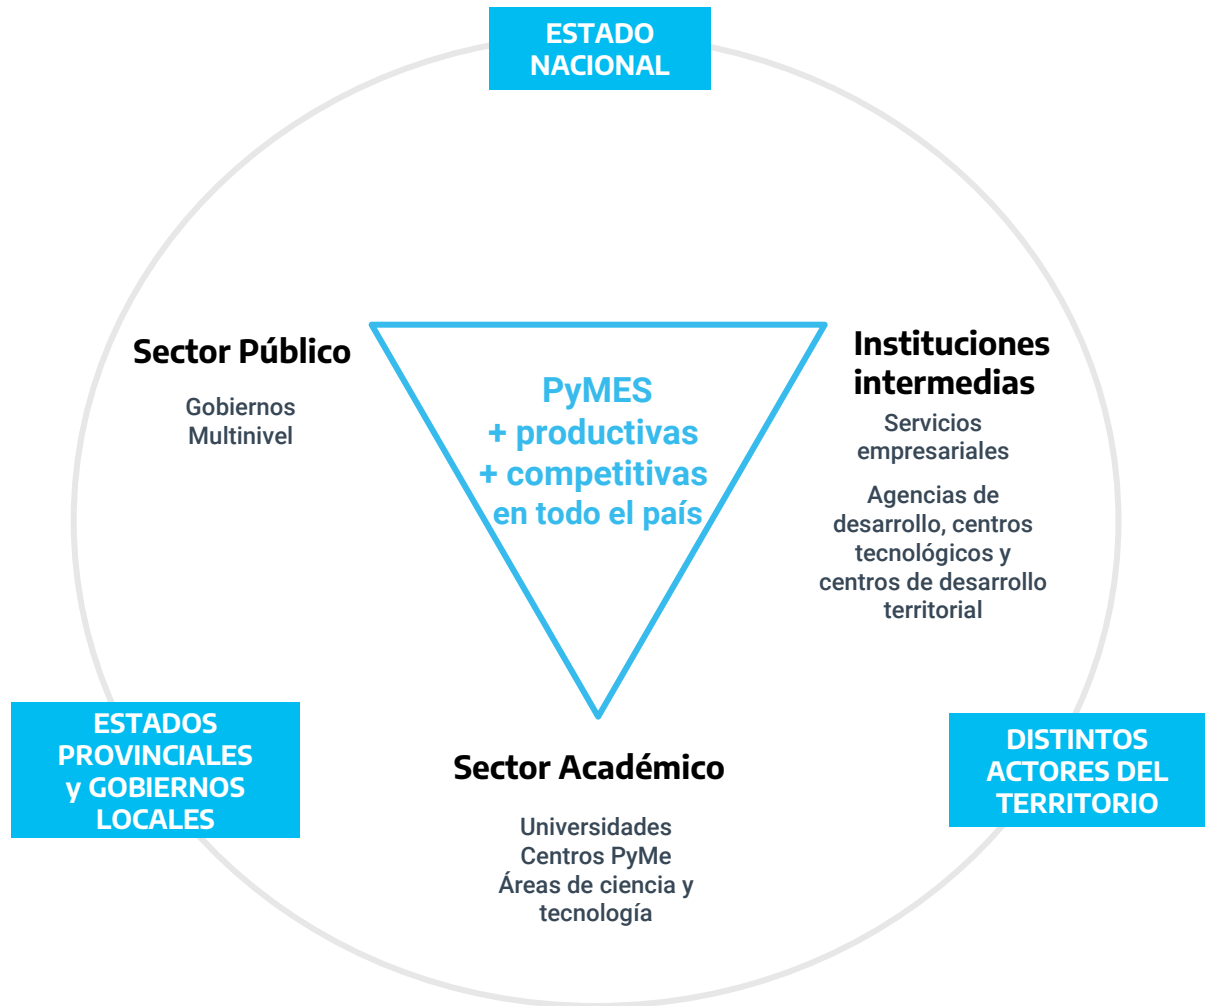 ESTADO
NACIONAL
Sector Público
Gobiernos
Multinivel
PyMES
+ productivas
+ competitivas
en todo el país
Instituciones
intermedias
Servicios
empresariales
Agencias de
desarrollo, centros
tecnológicos y
centros de desarrollo
territorial
ESTADOS
PROVINCIALES
y GOBIERNOS
LOCALES
Sector Académico
Universidades
Centros PyMe
Áreas de ciencia y
tecnología
DISTINTOS
ACTORES DEL
TERRITORIO